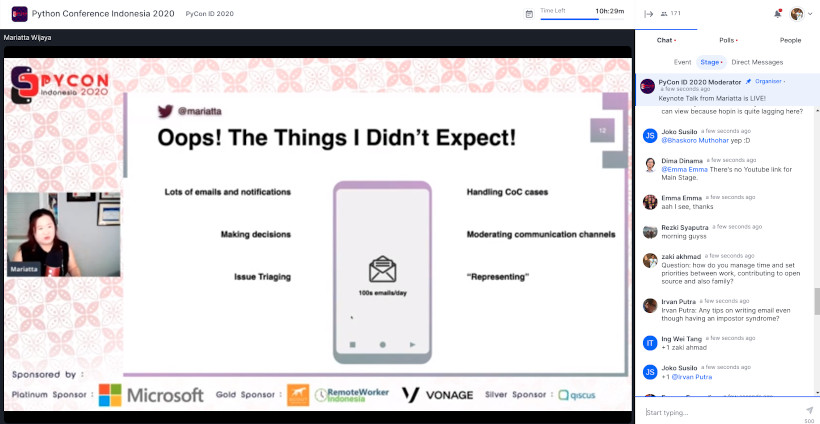 Python Conference Indonesia 2020
PyCon ID 2020
Time Left
10h:29m
171
Mariatta Wijaya
PYCON
Indonesia 2020
@mariatta
12
Oops! The Things I Didn't Expect!
Lots of emails and notifications
Making decisions
Issue Triaging
100s emails/day
Handling CoC cases
Moderating communication channels
"Representing"
Mariatta
Sponsored by :
Platinum Sponsor :
Microsoft
Gold Sponsor :
RemoteWorker
Indonesia
VONAGE
Silver Sponsor :
qiscus
Chat
Polls
People
Event
Stage
Direct Messages
PyCon ID 2020 Moderator
Organiser
a few seconds ago
Keynote Talk from Mariatta is LIVE!
can view because hopin is quite lagging here?
JS
Joko Susilo a few seconds ago
@Bhaskoro Muthohar yep :D
Dima Dinama a few seconds ago
@Emma Emma There's no Youtube link for
Main Stage.
Emma Emma a few seconds ago
aah I see, thanks
Rezki Syaputra a few seconds ago
morning guyss
zaki akhmad a few seconds ago
Question: how do you manage time and set
priorities between work, contributing to open
source and also family?
Irvan Putra a few seconds ago
Irvan Putra: Any tips on writing email even
though having an impostor syndrome?
IT
Ing Wei Tang a few seconds ago
+1 zaki ahmad
JS
Joko Susilo a few seconds ago
+1 @Irvan Putra
Start typing...
500